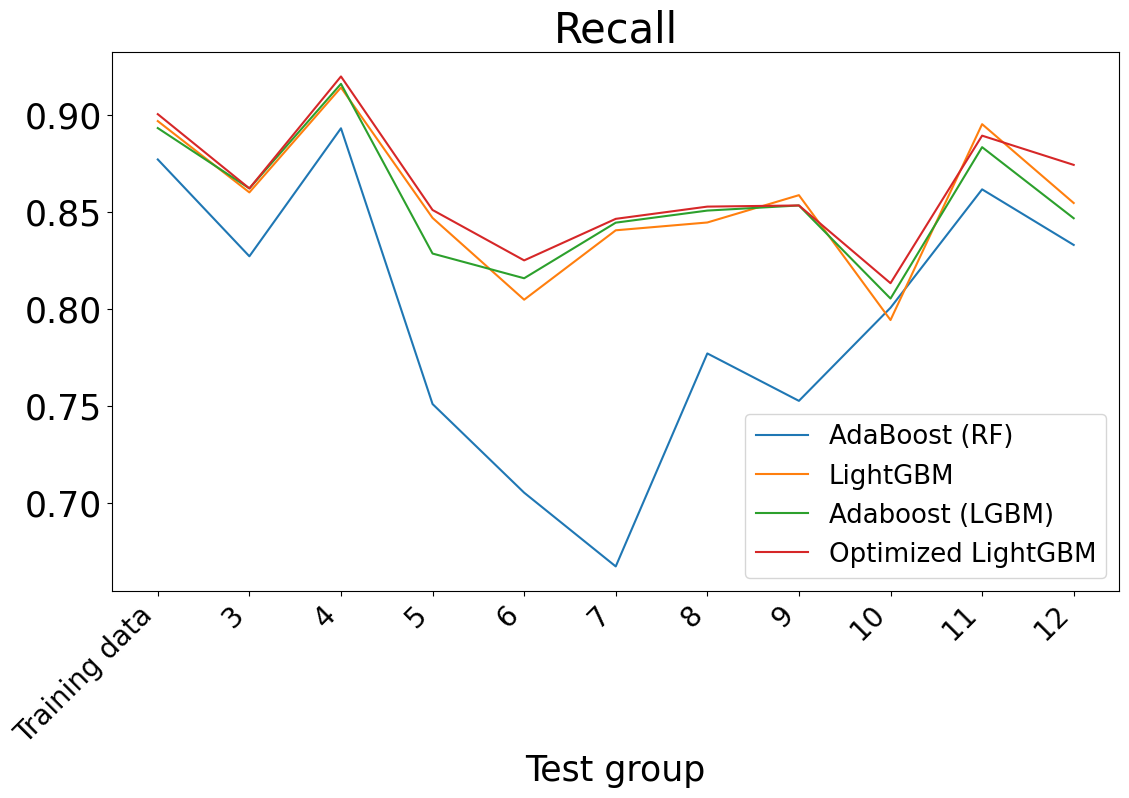 Recall
0.90
0.85
0.80
0.75
0.70
AdaBoost (RF)
LightGBM
Adaboost (LGBM)
Optimized LightGBM
Training data
3
4
5
6
7
8
9
10
11
12
Test group